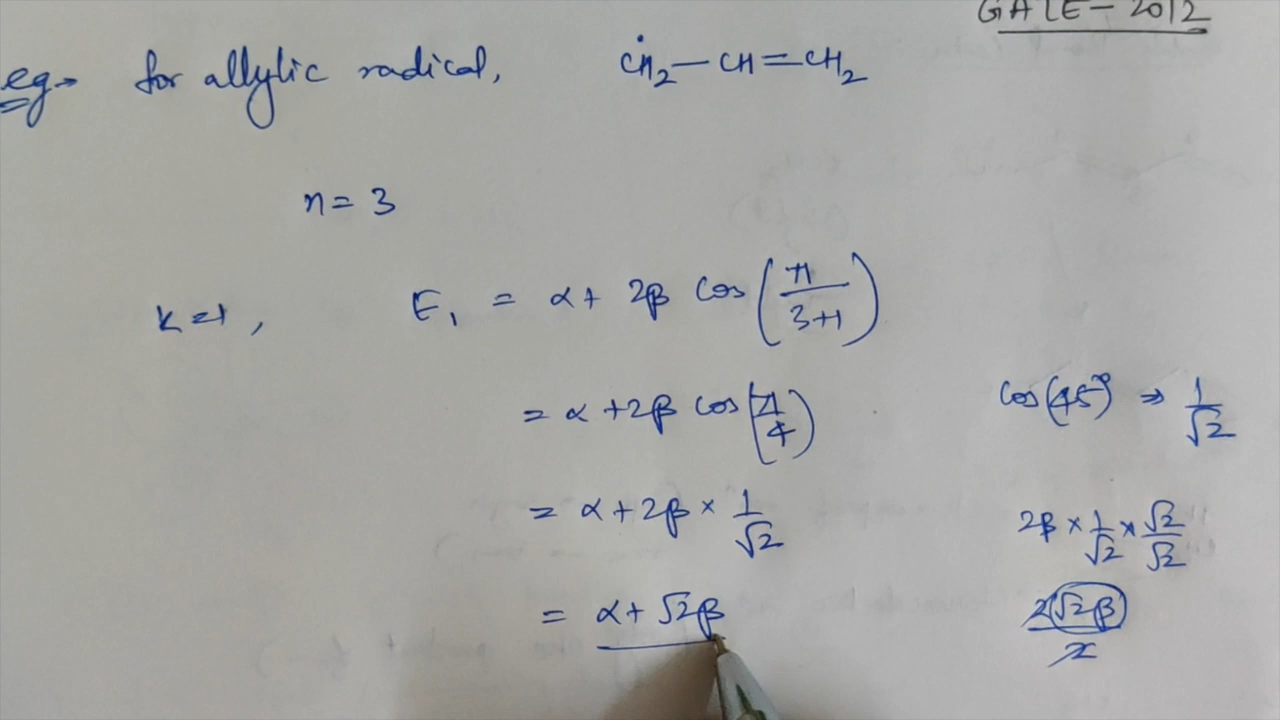 GATE - 2012
eg→ for allylic radical, ĊH₂—CH=CH₂
n = 3
k=1, E₁ = α + 2β cos(π/(3+1))
= α + 2β cos(π/4) cos(45°) ⇒ 1/√2
= α + 2β × 1/√2 2β × 1/√2 × √2/√2
= α + √2β 2√2β/2